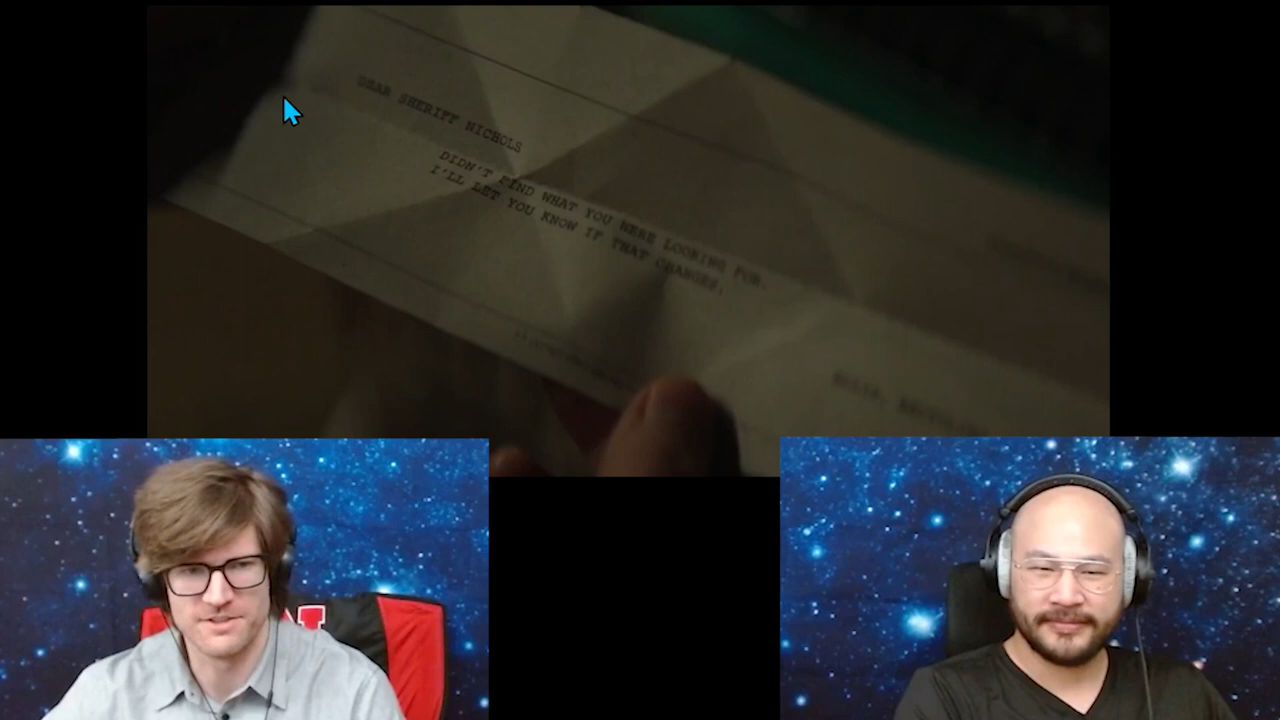 DEAR SHERIFF NICHOLS
DIDN'T FIND WHAT YOU WERE LOOKING FOR.
I'LL LET YOU KNOW IF THAT CHANGES.
N